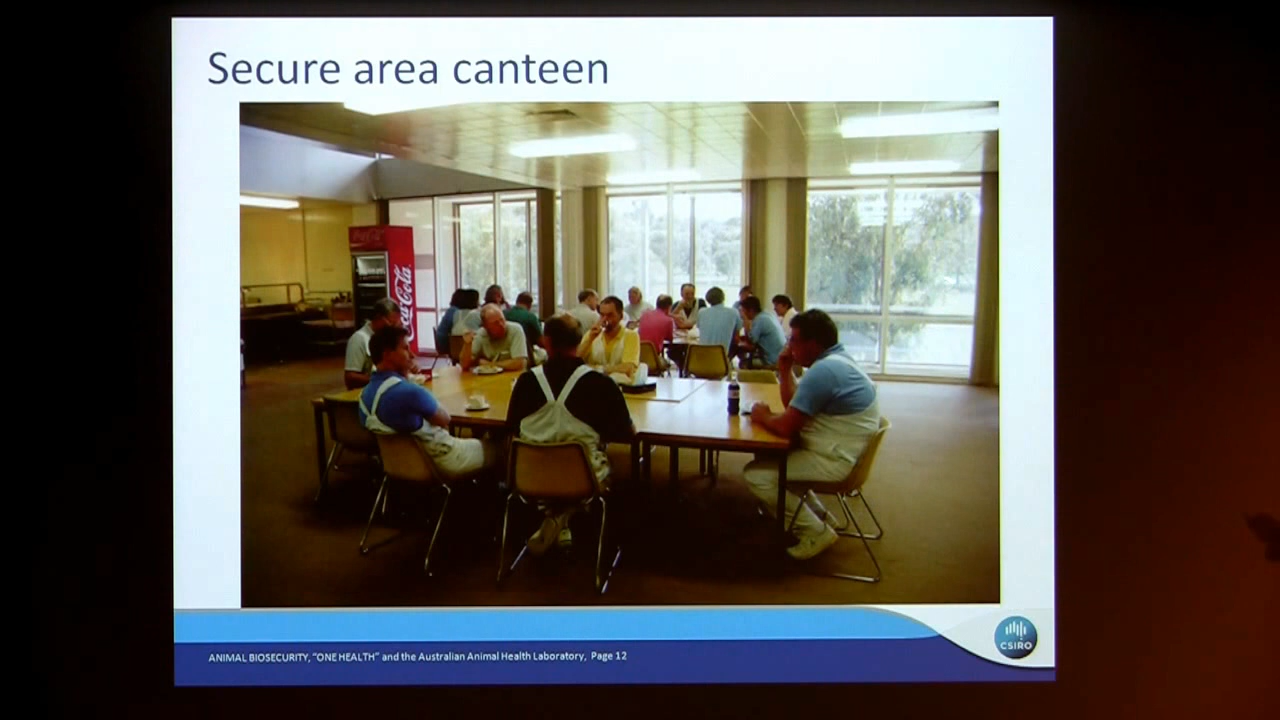 Secure area canteen
Coca-Cola
ANIMAL BIOSECURITY, "ONE HEALTH" and the Australian Animal Health Laboratory, Page 12
CSIRO